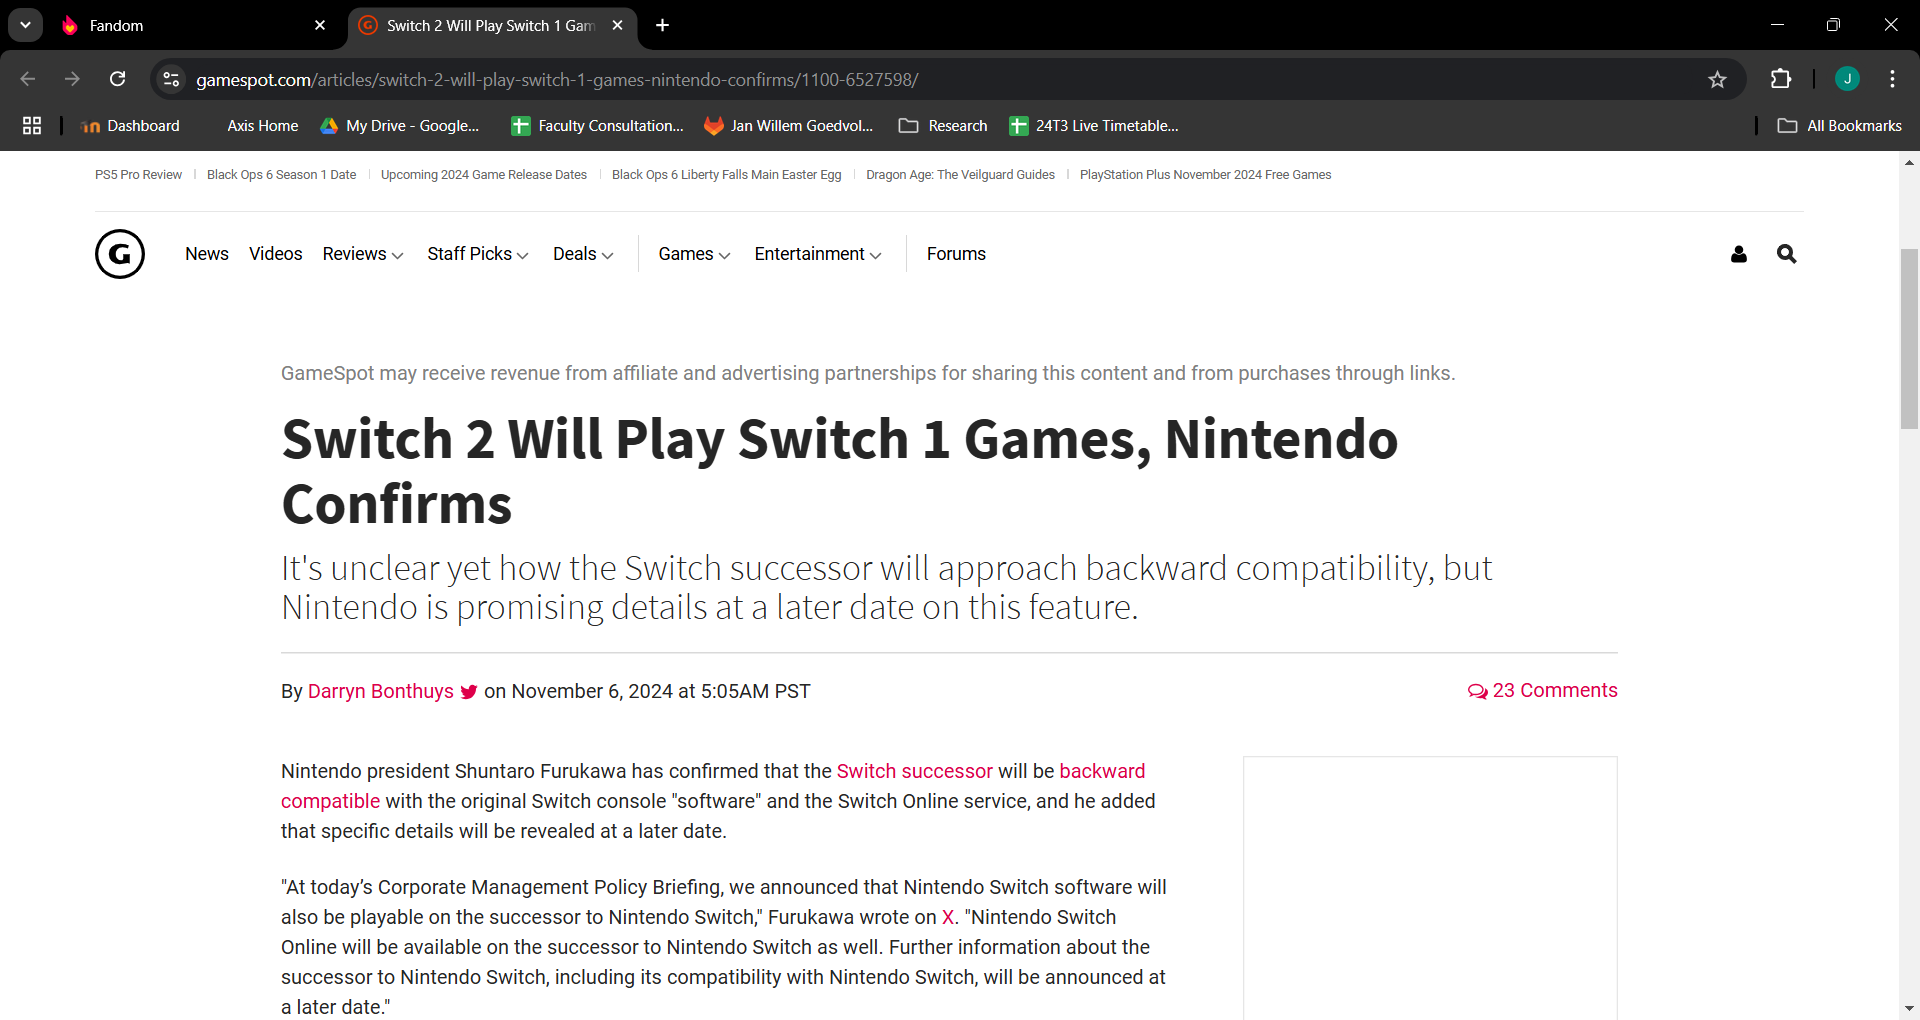 Fandom
Switch 2 Will Play Switch 1 Gam
gamespot.com/articles/switch-2-will-play-switch-1-games-nintendo-confirms/1100-6527598/
J
Dashboard Axis Home My Drive - Google... Faculty Consultation... Jan Willem Goedvol... Research 24T3 Live Timetable... All Bookmarks
PS5 Pro Review Black Ops 6 Season 1 Date Upcoming 2024 Game Release Dates Black Ops 6 Liberty Falls Main Easter Egg Dragon Age: The Veilguard Guides PlayStation Plus November 2024 Free Games
G News Videos Reviews Staff Picks Deals Games Entertainment Forums
GameSpot may receive revenue from affiliate and advertising partnerships for sharing this content and from purchases through links.
Switch 2 Will Play Switch 1 Games, Nintendo
Confirms
It's unclear yet how the Switch successor will approach backward compatibility, but
Nintendo is promising details at a later date on this feature.
By Darryn Bonthuys on November 6, 2024 at 5:05AM PST
23 Comments
Nintendo president Shuntaro Furukawa has confirmed that the Switch successor will be backward
compatible with the original Switch console "software" and the Switch Online service, and he added
that specific details will be revealed at a later date.
"At today’s Corporate Management Policy Briefing, we announced that Nintendo Switch software will
also be playable on the successor to Nintendo Switch," Furukawa wrote on X. "Nintendo Switch
Online will be available on the successor to Nintendo Switch as well. Further information about the
successor to Nintendo Switch, including its compatibility with Nintendo Switch, will be announced at
a later date."